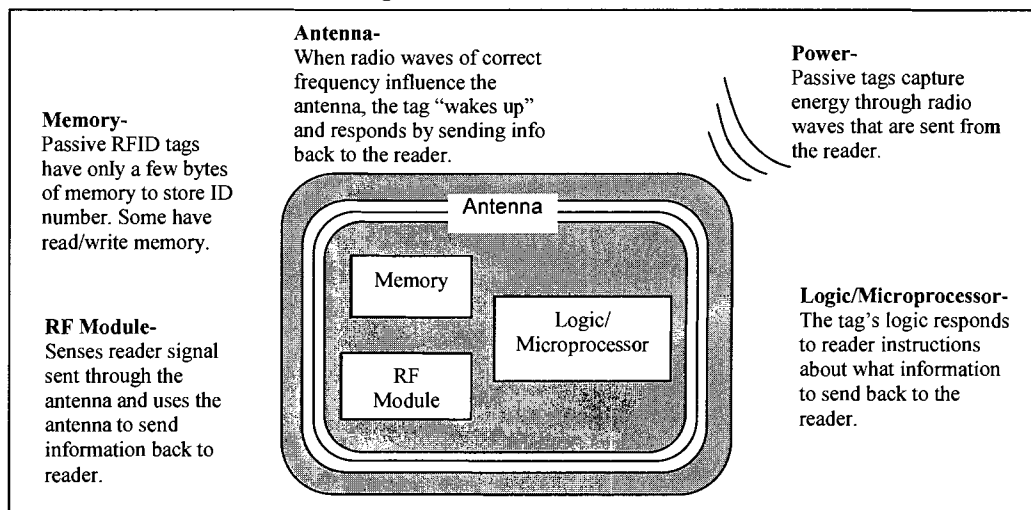 Antenna-
When radio waves of correct
frequency influence the
antenna, the tag “wakes up”
and responds by sending info
back to the reader.
Power-
Passive tags capture
energy through radio
waves that are sent from
the reader.
Memory-
Passive RFID tags
have only a few bytes
of memory to store ID
number. Some have
read/write memory.
Antenna
Memory
Logic/
Microprocessor
RF
Module
RF Module-
Senses reader signal
sent through the
antenna and uses the
antenna to send
information back to
reader.
Logic/Microprocessor-
The tag's logic responds
to reader instructions
about what information
to send back to the
reader.